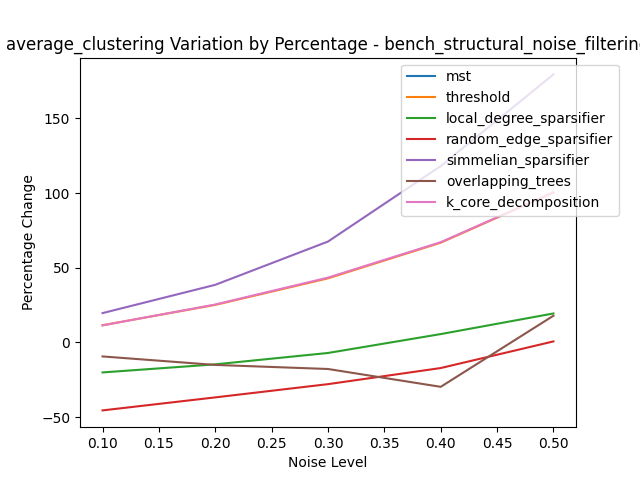 average_clustering Variation by Percentage - bench_structural_noise_filtering
mst
threshold
local_degree_sparsifier
random_edge_sparsifier
simmelian_sparsifier
overlapping_trees
k_core_decomposition
Percentage Change
150
100
50
0
−50
0.10 0.15 0.20 0.25 0.30 0.35 0.40 0.45 0.50
Noise Level